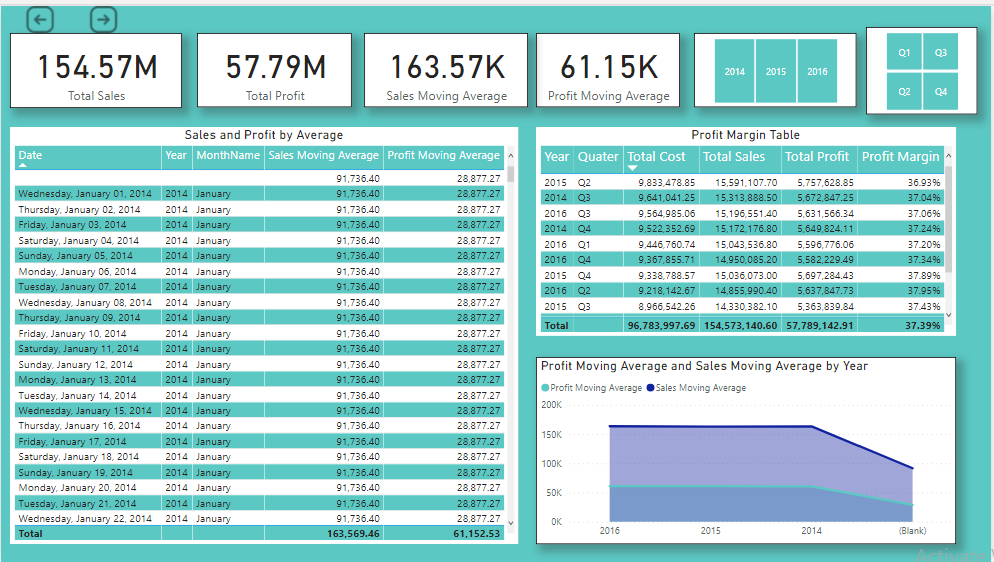 154.57M
Total Sales
57.79M
Total Profit
163.57K
Sales Moving Average
61.15K
Profit Moving Average
2014 2015 2016
Q1 Q3
Q2 Q4
Sales and Profit by Average
Date Year MonthName Sales Moving Average Profit Moving Average
91,736.40 28,877.27
Wednesday, January 01, 2014 2014 January 91,736.40 28,877.27
Thursday, January 02, 2014 2014 January 91,736.40 28,877.27
Friday, January 03, 2014 2014 January 91,736.40 28,877.27
Saturday, January 04, 2014 2014 January 91,736.40 28,877.27
Sunday, January 05, 2014 2014 January 91,736.40 28,877.27
Monday, January 06, 2014 2014 January 91,736.40 28,877.27
Tuesday, January 07, 2014 2014 January 91,736.40 28,877.27
Wednesday, January 08, 2014 2014 January 91,736.40 28,877.27
Thursday, January 09, 2014 2014 January 91,736.40 28,877.27
Friday, January 10, 2014 2014 January 91,736.40 28,877.27
Saturday, January 11, 2014 2014 January 91,736.40 28,877.27
Sunday, January 12, 2014 2014 January 91,736.40 28,877.27
Monday, January 13, 2014 2014 January 91,736.40 28,877.27
Tuesday, January 14, 2014 2014 January 91,736.40 28,877.27
Wednesday, January 15, 2014 2014 January 91,736.40 28,877.27
Thursday, January 16, 2014 2014 January 91,736.40 28,877.27
Friday, January 17, 2014 2014 January 91,736.40 28,877.27
Saturday, January 18, 2014 2014 January 91,736.40 28,877.27
Sunday, January 19, 2014 2014 January 91,736.40 28,877.27
Monday, January 20, 2014 2014 January 91,736.40 28,877.27
Tuesday, January 21, 2014 2014 January 91,736.40 28,877.27
Wednesday, January 22, 2014 2014 January 91,736.40 28,877.27
Total 163,569.46 61,152.53
Profit Margin Table
Year Quater Total Cost Total Sales Total Profit Profit Margin
2015 Q2 9,833,478.85 15,591,107.70 5,757,628.85 36.93%
2014 Q3 9,641,041.25 15,313,888.50 5,672,847.25 37.04%
2016 Q3 9,564,985.06 15,196,551.40 5,631,566.34 37.06%
2014 Q4 9,522,352.69 15,172,176.80 5,649,824.11 37.24%
2016 Q1 9,446,760.74 15,043,536.80 5,596,776.06 37.20%
2016 Q4 9,367,855.71 14,950,085.20 5,582,229.49 37.34%
2015 Q4 9,338,788.57 15,036,073.00 5,697,284.43 37.89%
2016 Q2 9,218,142.67 14,855,990.40 5,637,847.73 37.95%
2015 Q3 8,966,542.26 14,330,382.10 5,363,839.84 37.43%
Total 96,783,997.69 154,573,140.60 57,789,142.91 37.39%
Profit Moving Average and Sales Moving Average by Year
Profit Moving Average Sales Moving Average
200K
150K
100K
50K
0K
2016 2015 2014 (Blank)